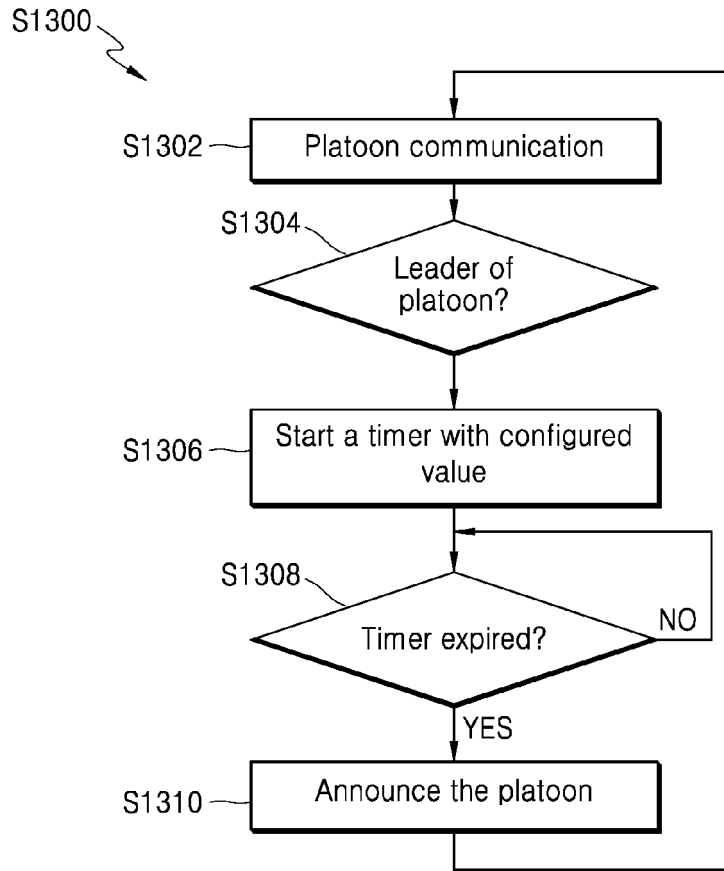 S1300
S1302
Platoon communication
S1304
Leader of
platoon?
S1306
Start a timer with configured
value
S1308
Timer expired?
NO
YES
S1310
Announce the platoon